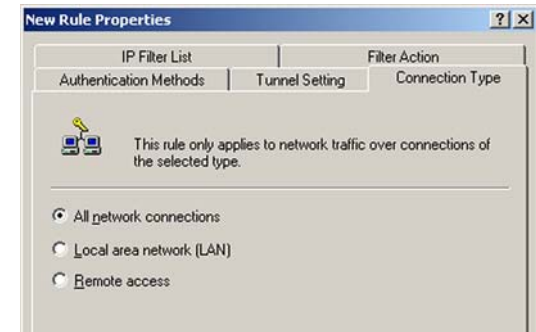 New Rule Properties
IP Filter List
Filter Action
Authentication Methods
Tunnel Setting
Connection Type
This rule only applies to network traffic over connections of
the selected type.
All network connections
Local area network (LAN)
Remote access